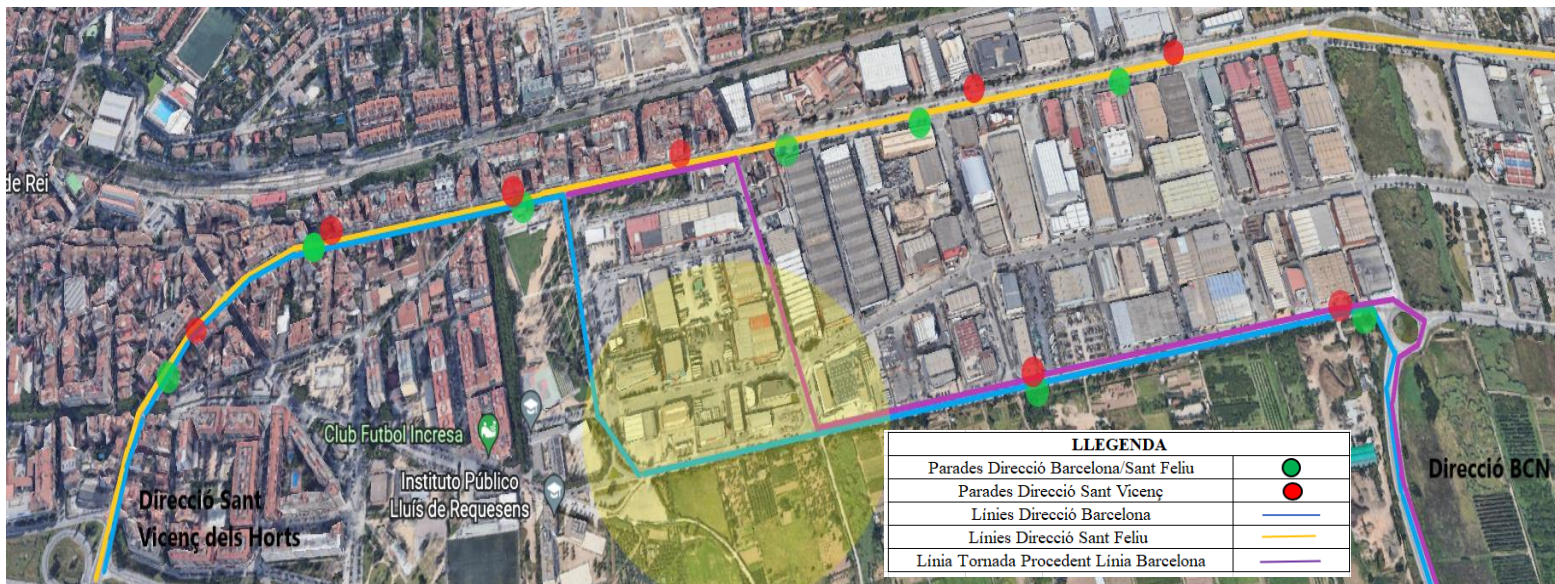 de Rei
Club Futbol Incresa
Instituto Público
Lluís de Requesens
Direcció Sant
Vicenç dels Horts
Direcció BCN
LLEGENDA
Parades Direcció Barcelona/Sant Feliu
Parades Direcció Sant Vicenç
Línies Direcció Barcelona
Línies Direcció Sant Feliu
Línia Tornada Procedent Línia Barcelona